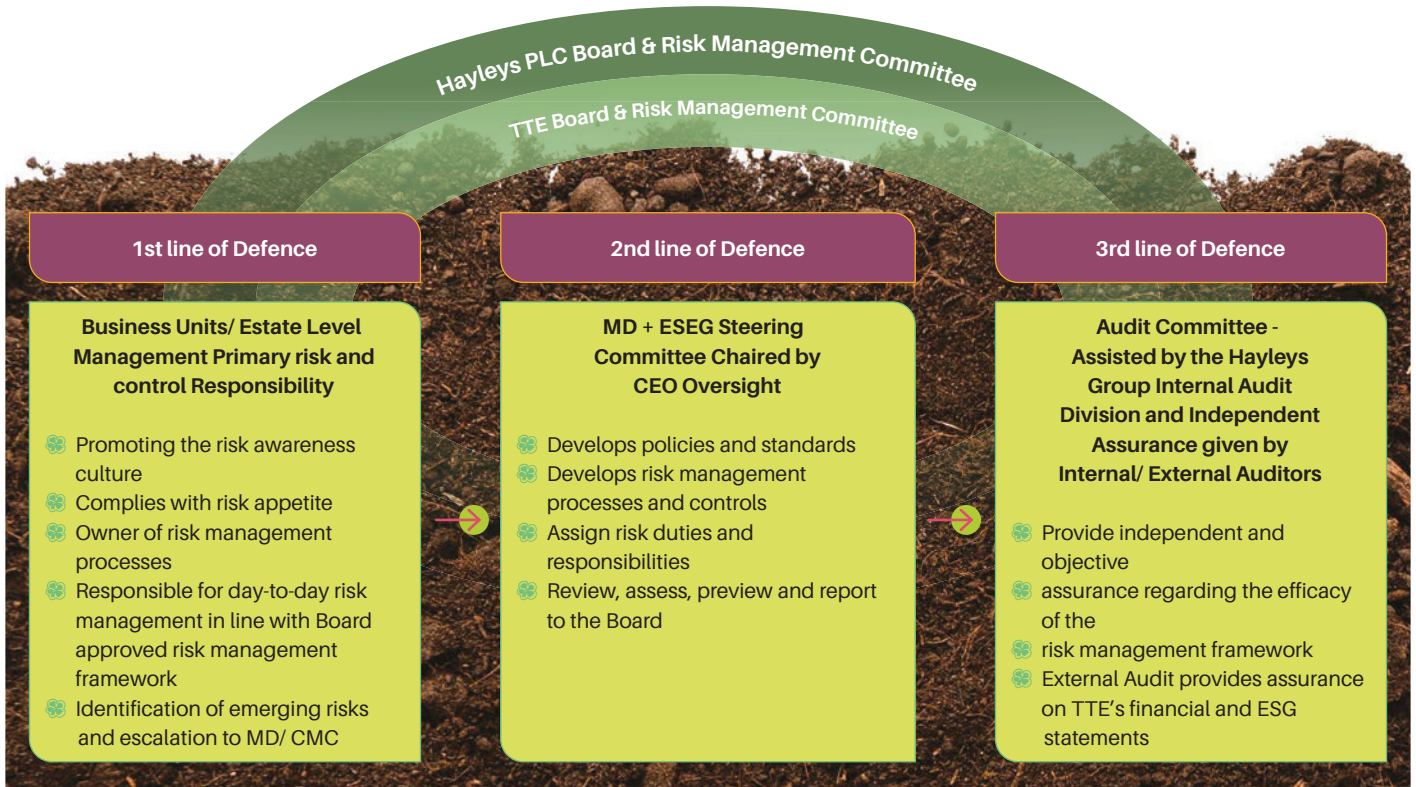 Hayleys PLC Board & Risk Management Committee
TTE Board & Risk Management Committee
1st line of Defence
Business Units/ Estate Level
Management Primary risk and
control Responsibility
Promoting the risk awareness
culture
Complies with risk appetite
Owner of risk management
processes
Responsible for day-to-day risk
management in line with Board
approved risk management
framework
Identification of emerging risks
and escalation to MD/ CMC
2nd line of Defence
MD + ESEG Steering
Committee Chaired by
CEO Oversight
Develops policies and standards
Develops risk management
processes and controls
Assign risk duties and
responsibilities
Review, assess, preview and report
to the Board
3rd line of Defence
Audit Committee -
Assisted by the Hayleys
Group Internal Audit
Division and Independent
Assurance given by
Internal/ External Auditors
Provide independent and
objective
assurance regarding the efficacy
of the
risk management framework
External Audit provides assurance
on TTE’s financial and ESG
statements